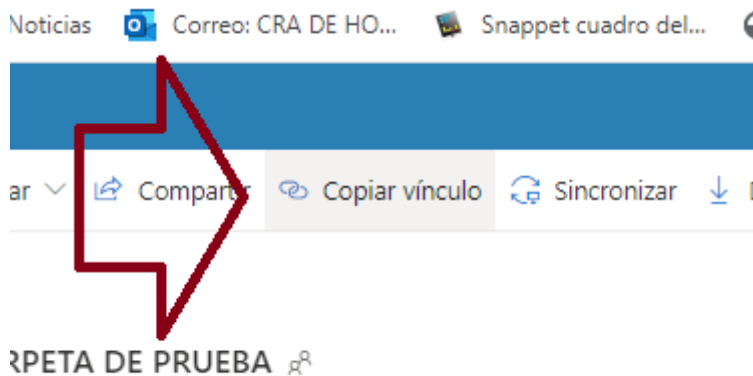 Noticias Correo: CRA DE HO... Snappet cuadro del...
ar Compartir Copiar vínculo Sincronizar
RPETA DE PRUEBA